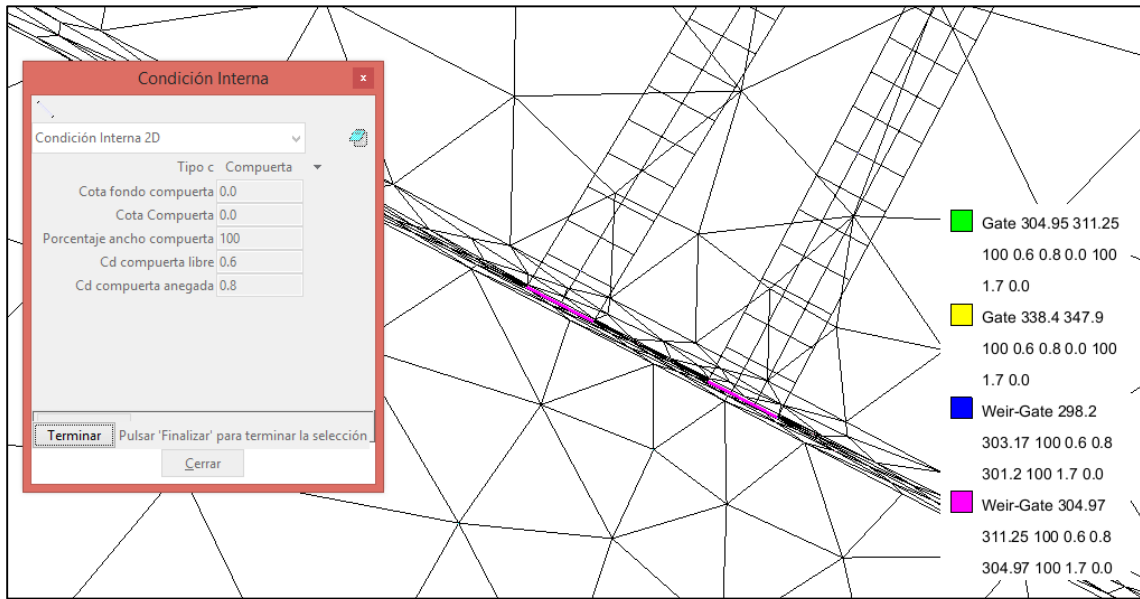 Condición Interna
x
Condición Interna 2D
Tipo c Compuerta
Cota fondo compuerta 0.0
Cota Compuerta 0.0
Porcentaje ancho compuerta 100
Cd compuerta libre 0.6
Cd compuerta anegada 0.8
Terminar Pulsar 'Finalizar' para terminar la selección
Cerrar
Gate 304.95 311.25
100 0.6 0.8 0.0 100
1.7 0.0
Gate 338.4 347.9
100 0.6 0.8 0.0 100
1.7 0.0
Weir-Gate 298.2
303.17 100 0.6 0.8
301.2 100 1.7 0.0
Weir-Gate 304.97
311.25 100 0.6 0.8
304.97 100 1.7 0.0